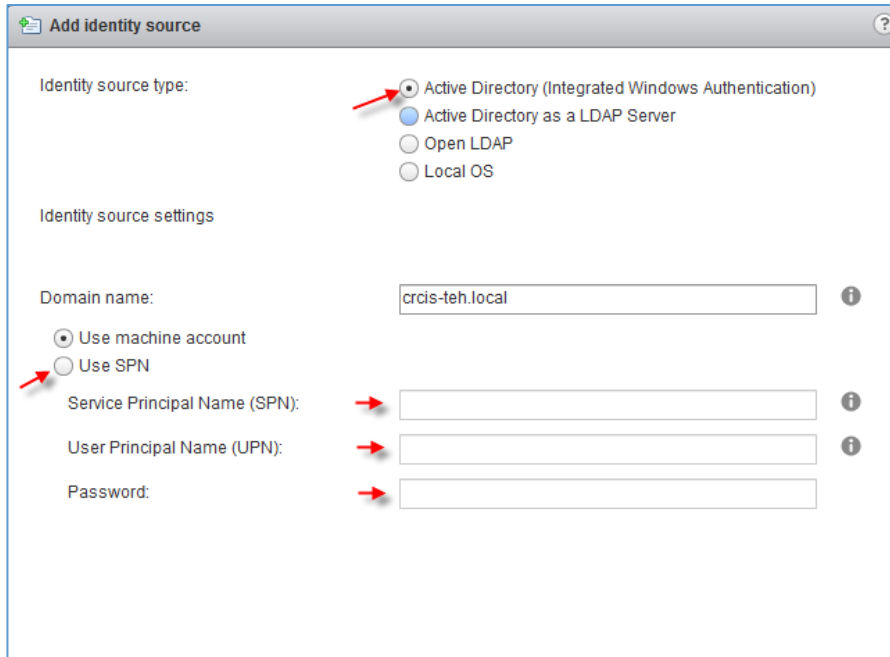 Add identity source
?
Identity source type:
Active Directory (Integrated Windows Authentication)
Active Directory as a LDAP Server
Open LDAP
Local OS
Identity source settings
Domain name:
crcis-teh.local
Use machine account
Use SPN
Service Principal Name (SPN):
User Principal Name (UPN):
Password: